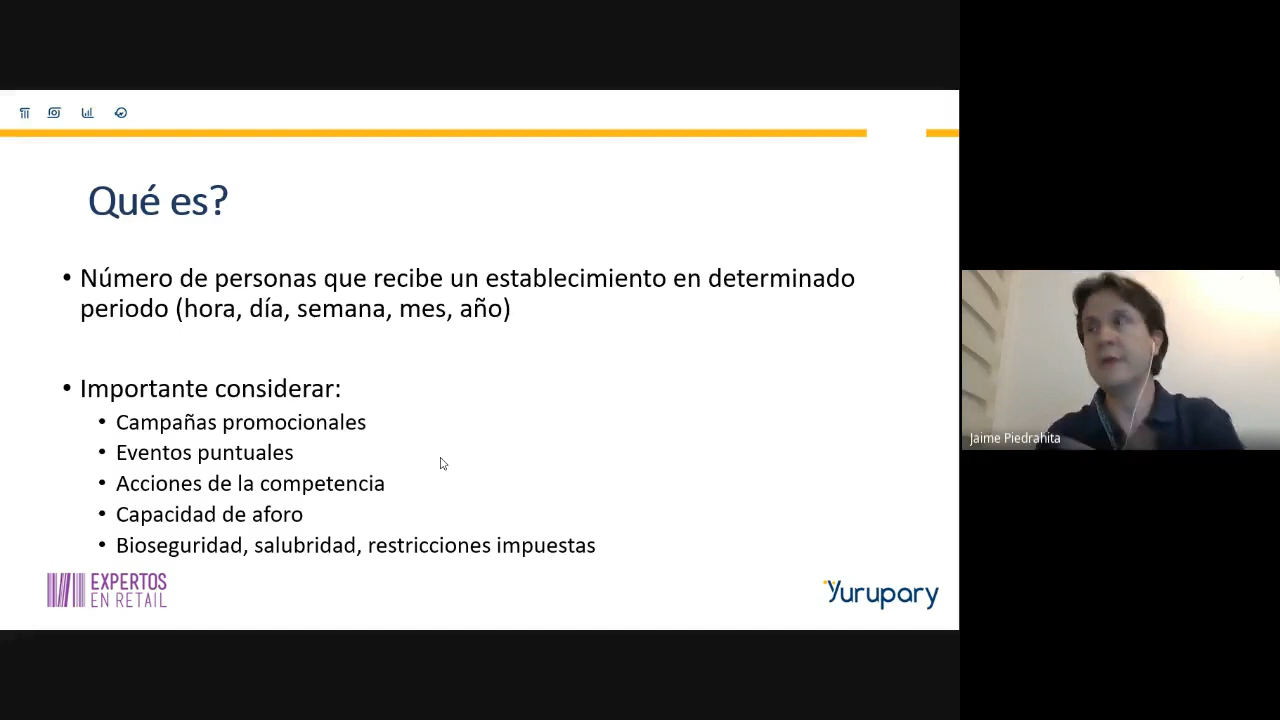 Qué es?
• Número de personas que recibe un establecimiento en determinado
periodo (hora, día, semana, mes, año)
• Importante considerar:
• Campañas promocionales
• Eventos puntuales
• Acciones de la competencia
• Capacidad de aforo
• Bioseguridad, salubridad, restricciones impuestas
EXPERTOS
EN RETAIL
Yurupary
Jaime Piedrahita